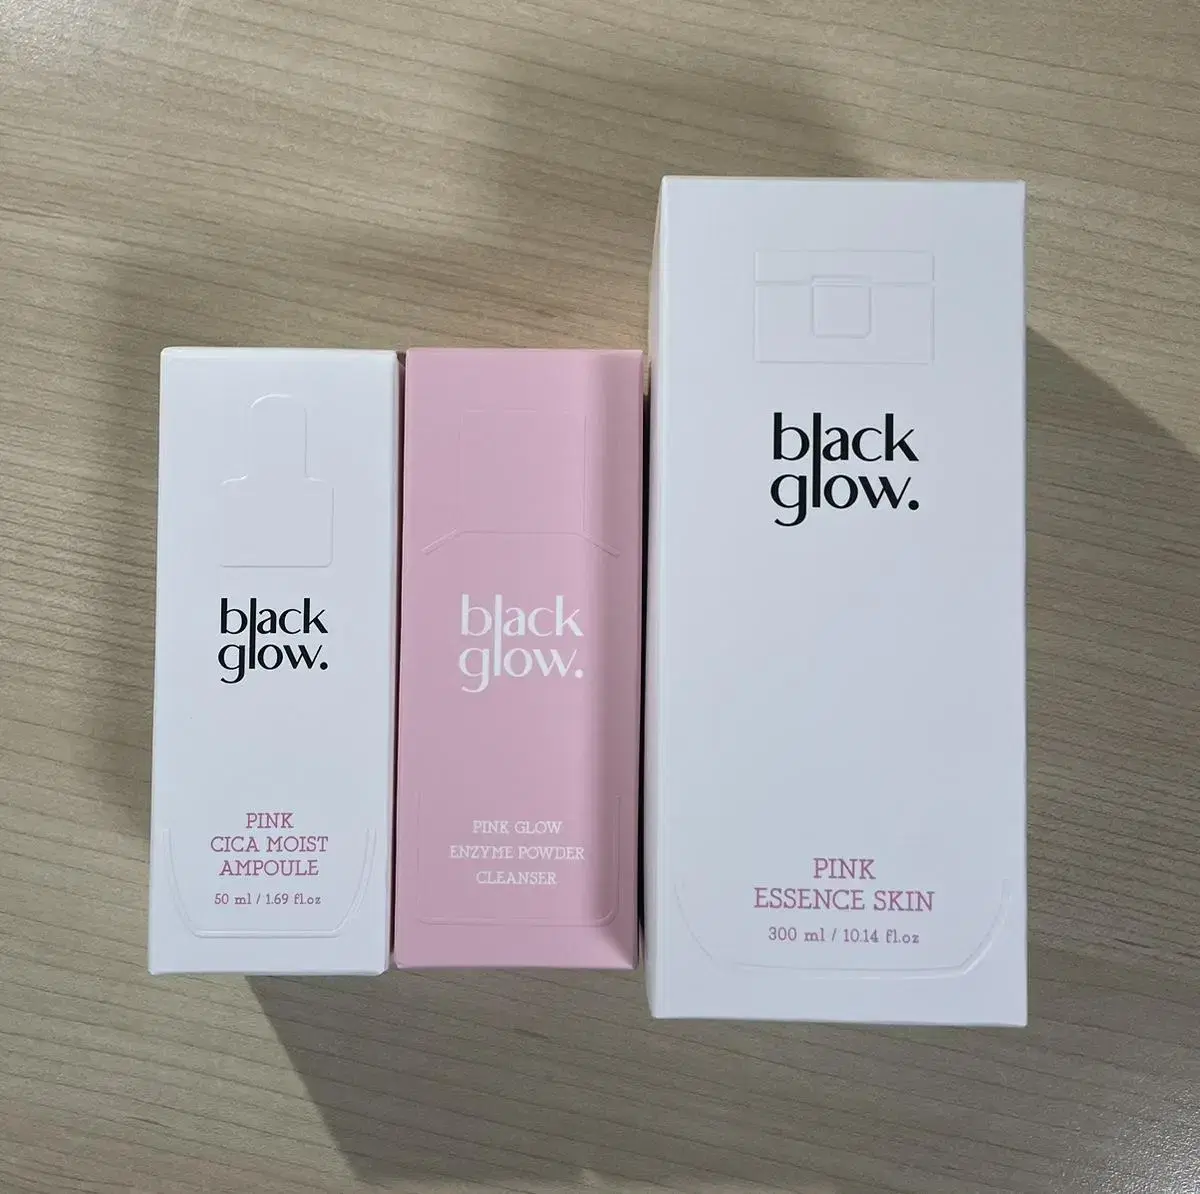 black
glow.
PINK
CICA MOIST
AMPOULE
50 ml / 1.69 fl.oz
black
glow.
PINK GLOW
ENZYME POWDER
CLEANSER
black
glow.
PINK
ESSENCE SKIN
300 ml / 10.14 fl.oz